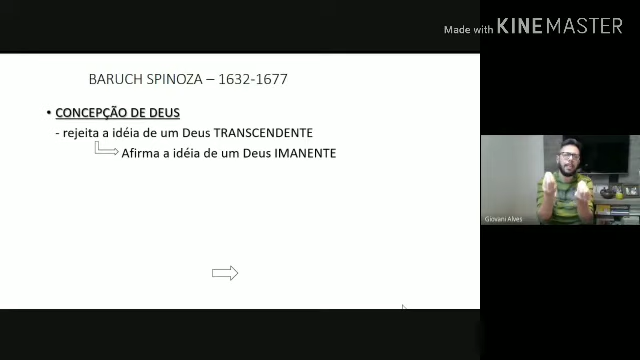 Made with KINEMASTER
BARUCH SPINOZA – 1632-1677
• CONCEPÇÃO DE DEUS
- rejeita a idéia de um Deus TRANSCENDENTE
Afirma a idéia de um Deus IMANENTE
Giovani Alves